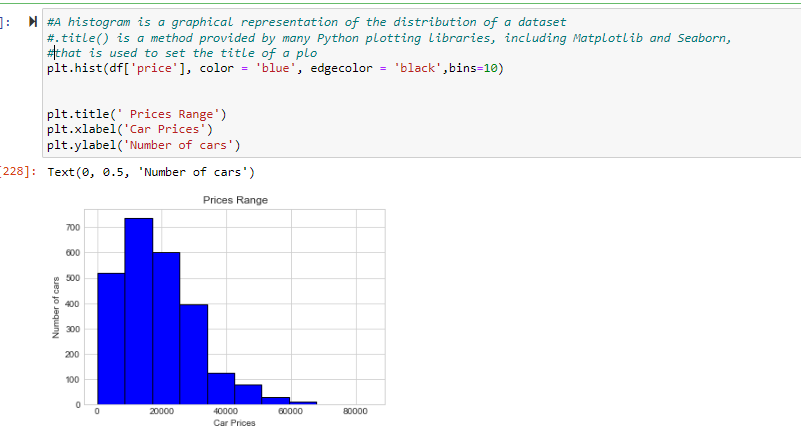 ]: #A histogram is a graphical representation of the distribution of a dataset
#.title() is a method provided by many Python plotting libraries, including Matplotlib and Seaborn,
#that is used to set the title of a plo
plt.hist(df['price'], color = 'blue', edgecolor = 'black',bins=10)
plt.title(' Prices Range')
plt.xlabel('Car Prices')
plt.ylabel('Number of cars')
[228]: Text(0, 0.5, 'Number of cars')
Prices Range
700
600
500
400
300
200
100
0
Number of cars
0 20000 40000 60000 80000
Car Prices